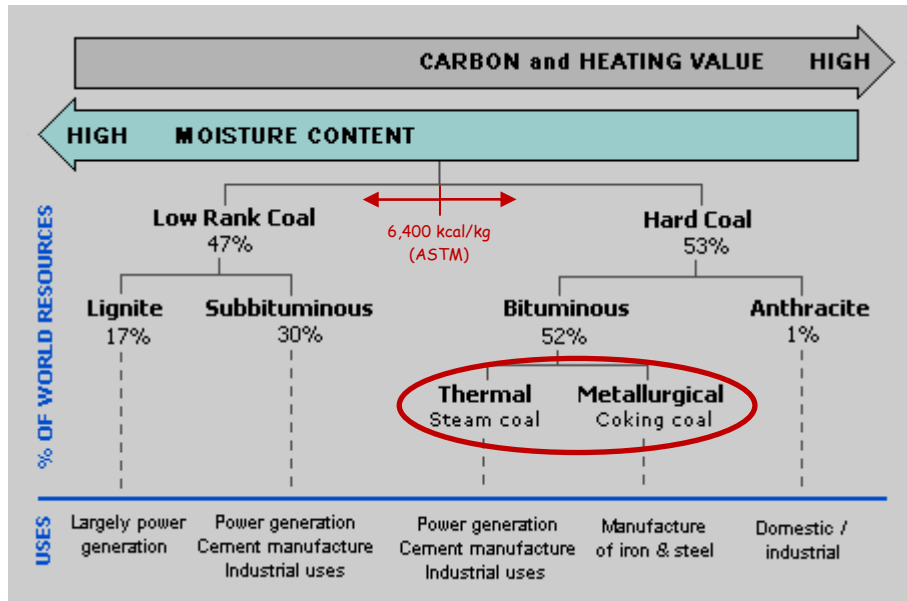 CARBON and HEATING VALUE HIGH
HIGH MOISTURE CONTENT
% OF WORLD RESOURCES
Low Rank Coal
47%
6,400 kcal/kg
(ASTM)
Hard Coal
53%
Lignite
17%
Subbituminous
30%
Bituminous
52%
Anthracite
1%
Thermal
Steam coal
Metallurgical
Coking coal
USES
Largely power
generation
Power generation
Cement manufacture
Industrial uses
Power generation
Cement manufacture
Industrial uses
Manufacture
of iron & steel
Domestic /
industrial